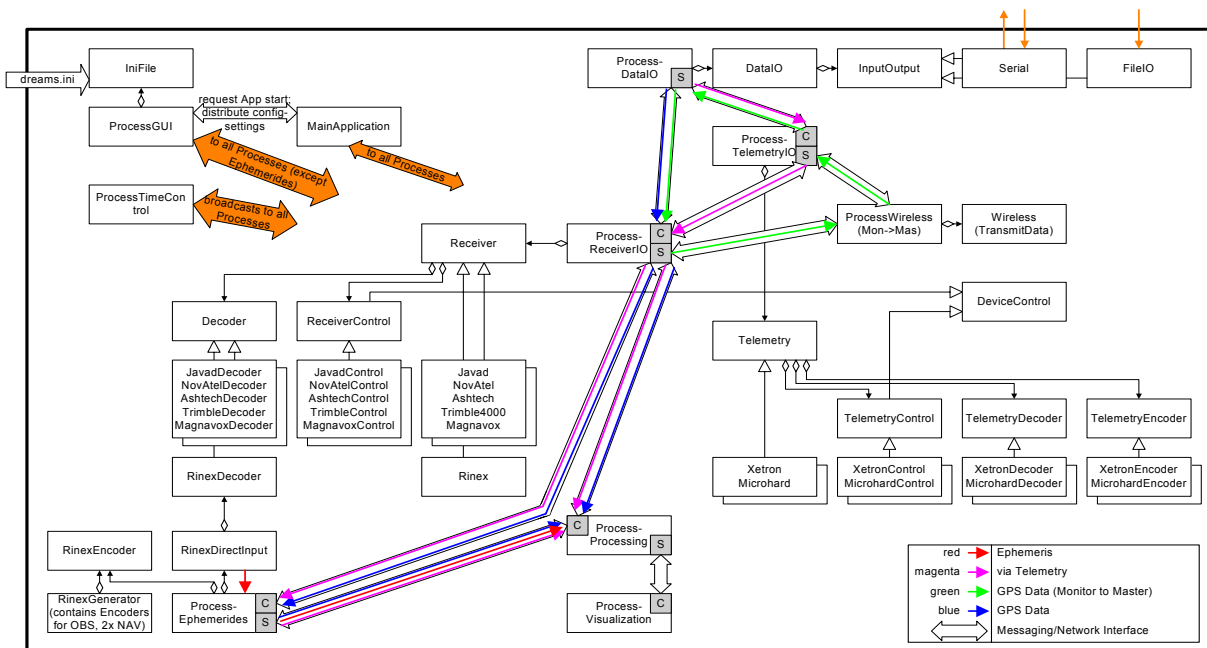 dreams.ini
IniFile
ProcessGUI
request App start;
distribute config-
settings
MainApplication
to all Processes (except
Ephemerides)
to all Processes
ProcessTimeCo
ntrol
broadcasts to all
Processes
Process-
DataIO
S
DataIO
InputOutput
Serial
FileIO
Process-
TelemetryIO
C
S
Receiver
Process-
ReceiverIO
C
S
ProcessWireless
(Mon->Mas)
Wireless
(TransmitData)
Decoder
ReceiverControl
DeviceControl
Telemetry
JavadDecoder
NovAtelDecoder
AshtechDecoder
TrimbleDecoder
MagnavoxDecoder
JavadControl
NovAtelControl
AshtechControl
TrimbleControl
MagnavoxControl
Javad
NovAtel
Ashtech
Trimble4000
Magnavox
TelemetryControl
TelemetryDecoder
TelemetryEncoder
RinexDecoder
Rinex
Xetron
Microhard
XetronControl
MicrohardControl
XetronDecoder
MicrohardDecoder
XetronEncoder
MicrohardEncoder
RinexEncoder
RinexDirectInput
C
Process-
Processing
S
RinexGenerator
(contains Encoders
for OBS, 2x NAV)
Process-
Ephemerides
C
S
Process-
Visualization
C
red
Ephemeris
magenta
via Telemetry
green
GPS Data (Monitor to Master)
blue
GPS Data
Messaging/Network Interface